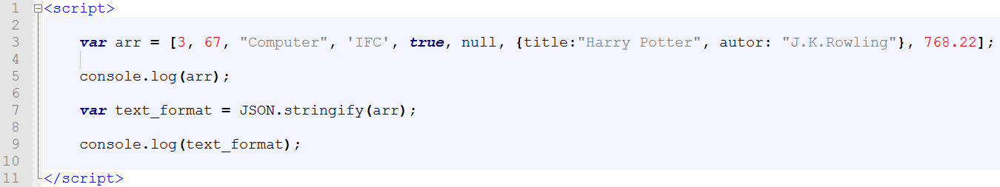 1 <script>
2
3 var arr = [3, 67, "Computer", 'IFC', true, null, {title:"Harry Potter", autor: "J.K.Rowling"}, 768.22];
4
5 console.log(arr);
6
7 var text_format = JSON.stringify(arr);
8
9 console.log(text_format);
10
11 </script>